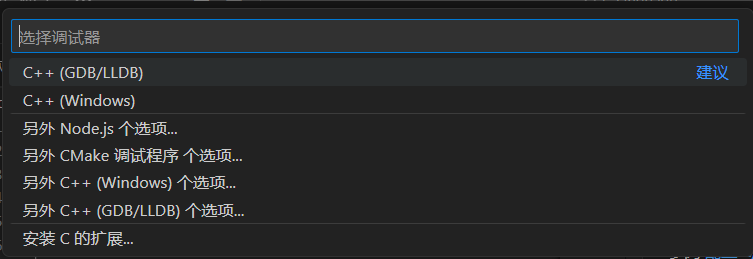 选择调试器
C++ (GDB/LLDB)
建议
C++ (Windows)
另外 Node.js 个选项...
另外 CMake 调试程序 个选项...
另外 C++ (Windows) 个选项...
另外 C++ (GDB/LLDB) 个选项...
安装 C 的扩展...